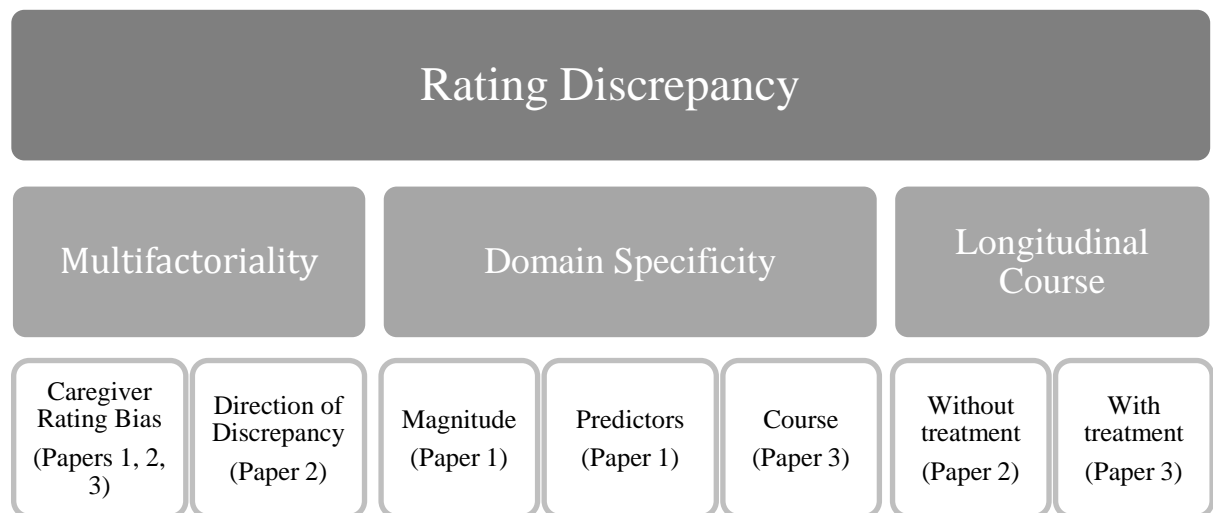 Rating Discrepancy
Multifactoriality
Domain Specificity
Longitudinal
Course
Caregiver
Rating Bias
(Papers 1, 2,
3)
Direction of
Discrepancy
(Paper 2)
Magnitude
(Paper 1)
Predictors
(Paper 1)
Course
(Paper 3)
Without
treatment
(Paper 2)
With
treatment
(Paper 3)